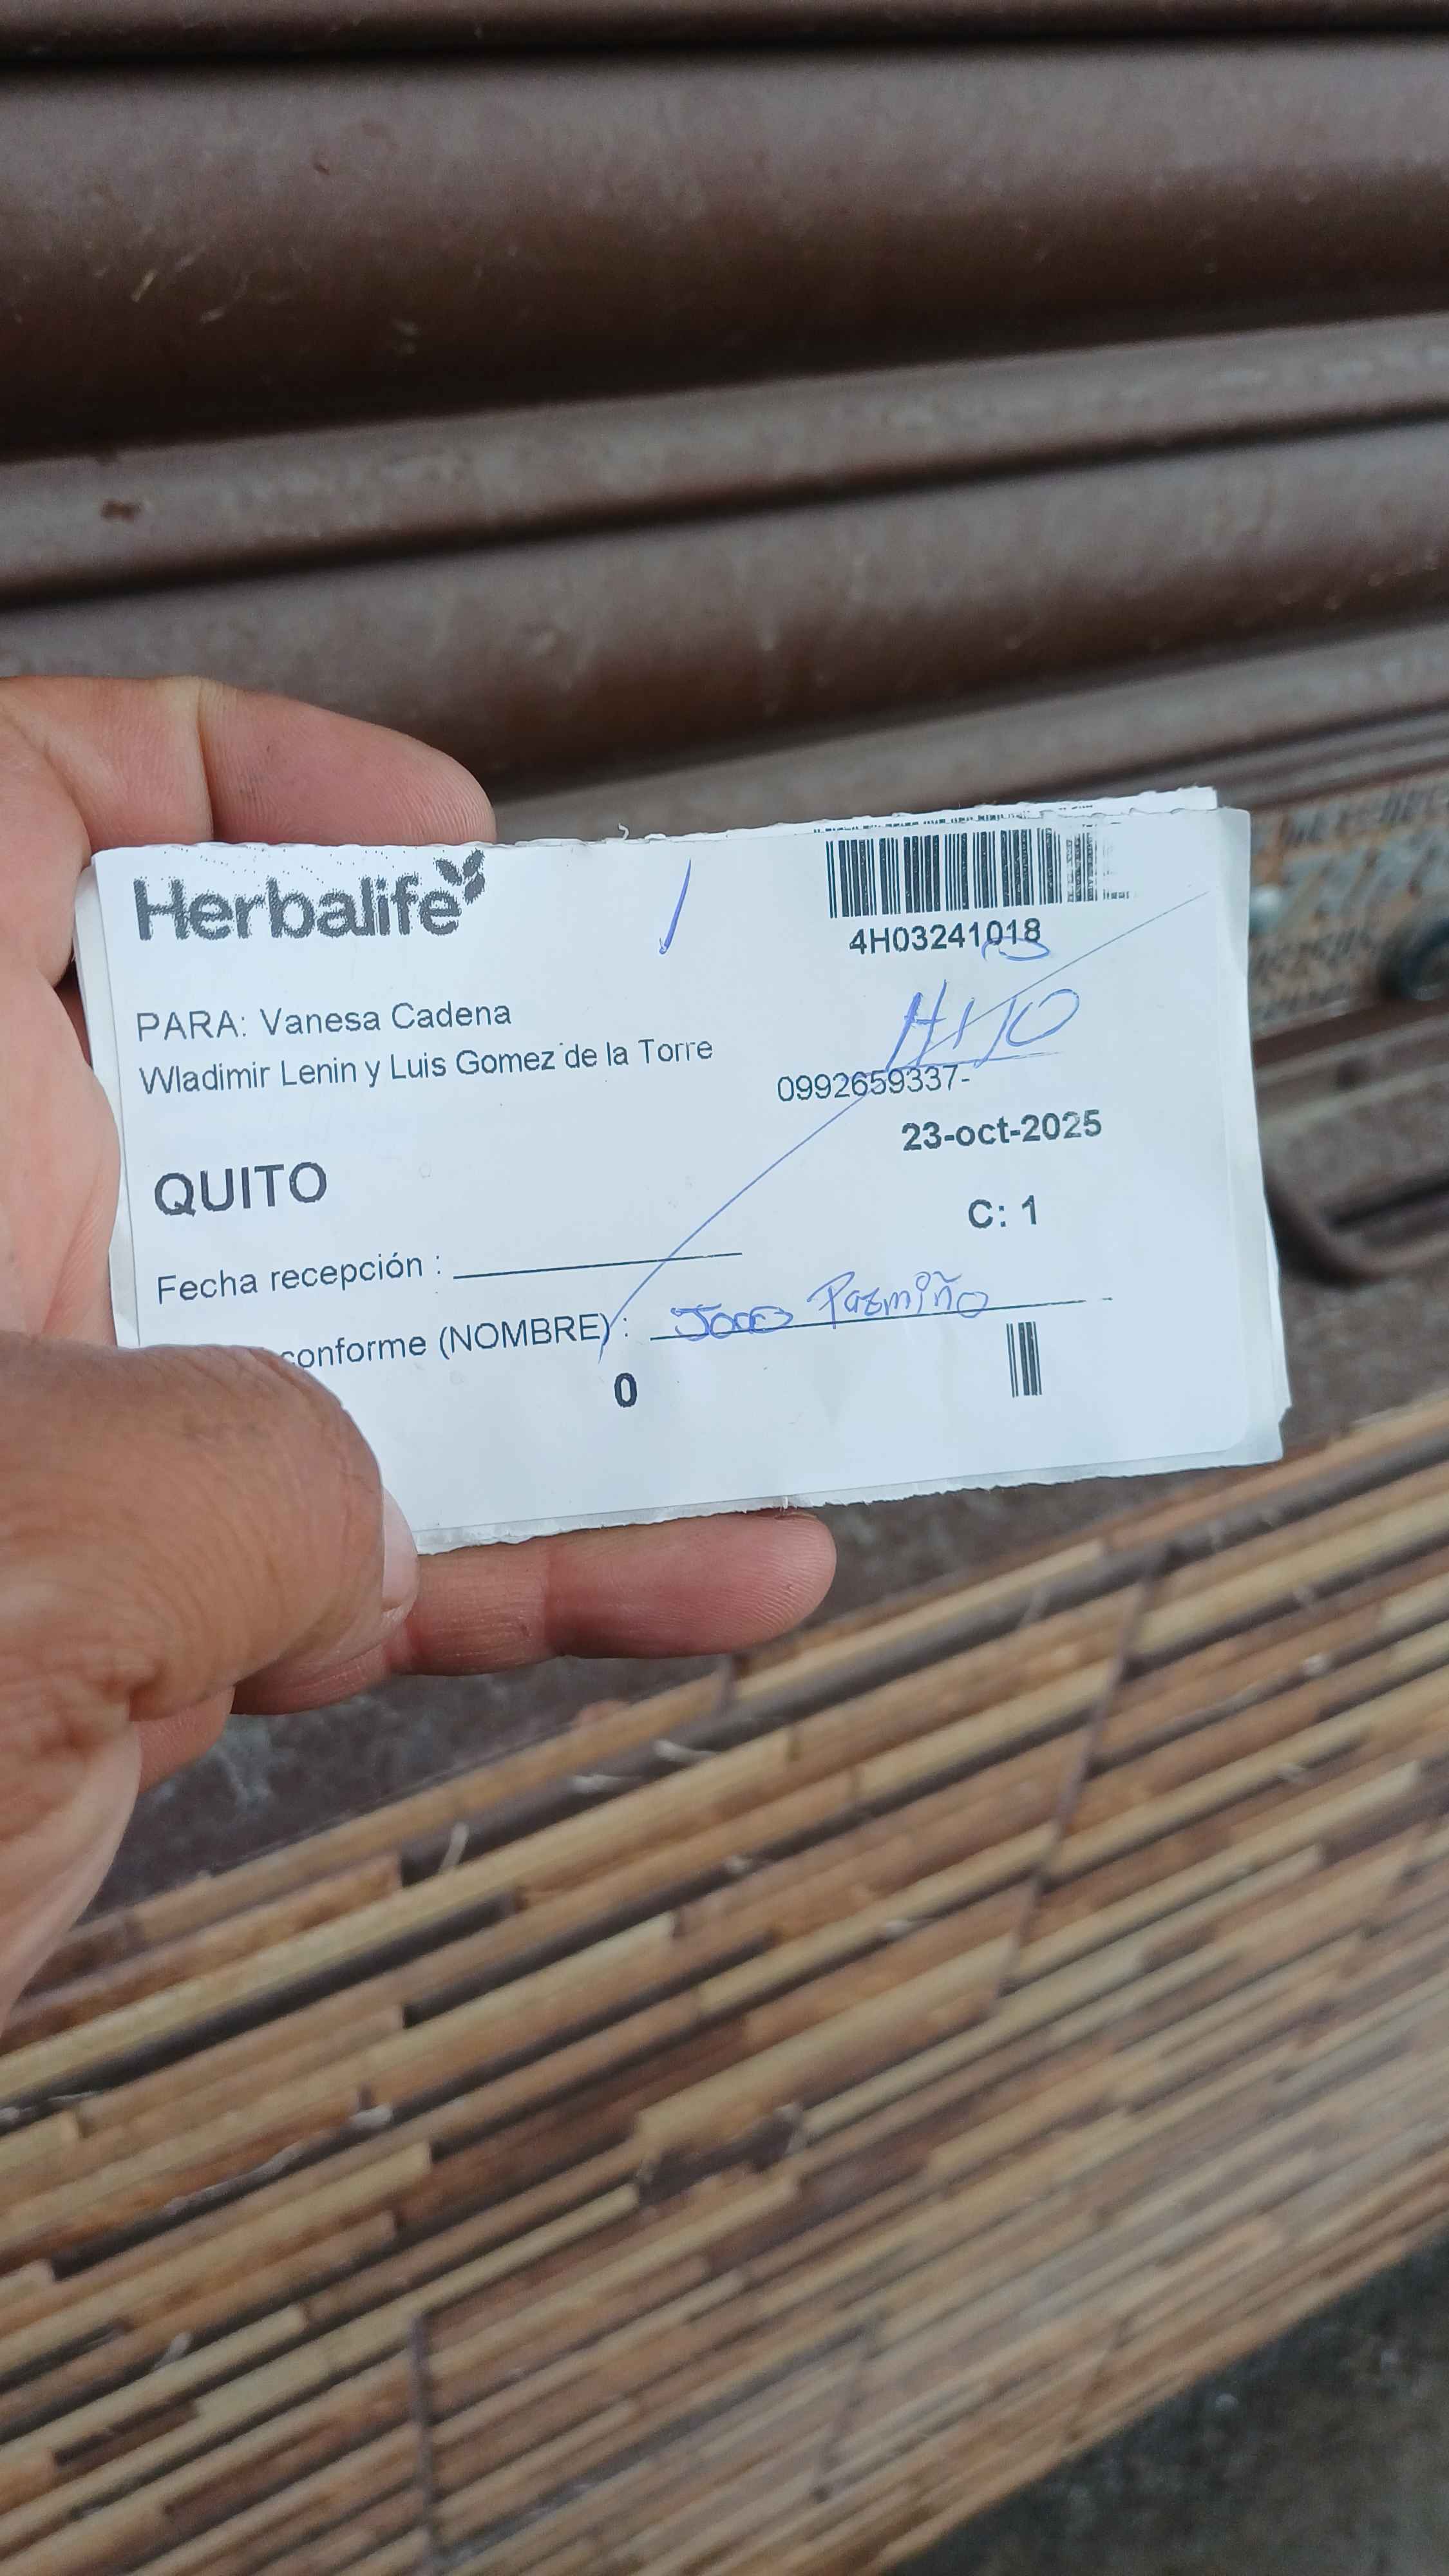 Herbalife
4H03241018
PARA: Vanesa Cadena
Wladimir Lenin y Luis Gomez de la Torre
0992659337-
23-oct-2025
QUITO
C: 1
Fecha recepción :
conforme (NOMBRE) : Pazmiño
0